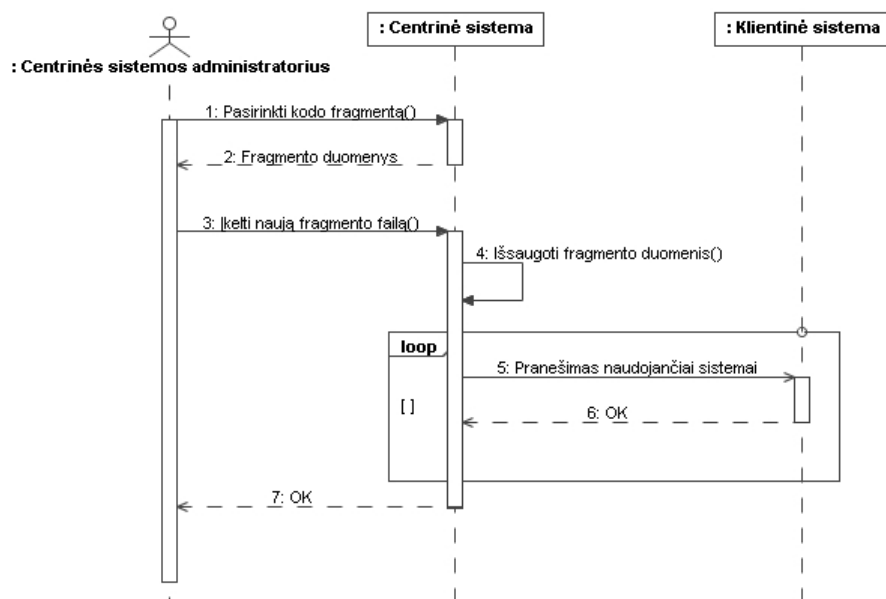 : Centrinė sistema
: Klientinė sistema
: Centrinės sistemos administratorius
1: Pasirinkti kodo fragmentą()
2: Fragmento duomenys
3: Įkelti naują fragmento failą()
4: Išsaugoti fragmento duomenis()
loop
5: Pranešimas naudojančiai sistemai
[ ]
6: OK
7: OK